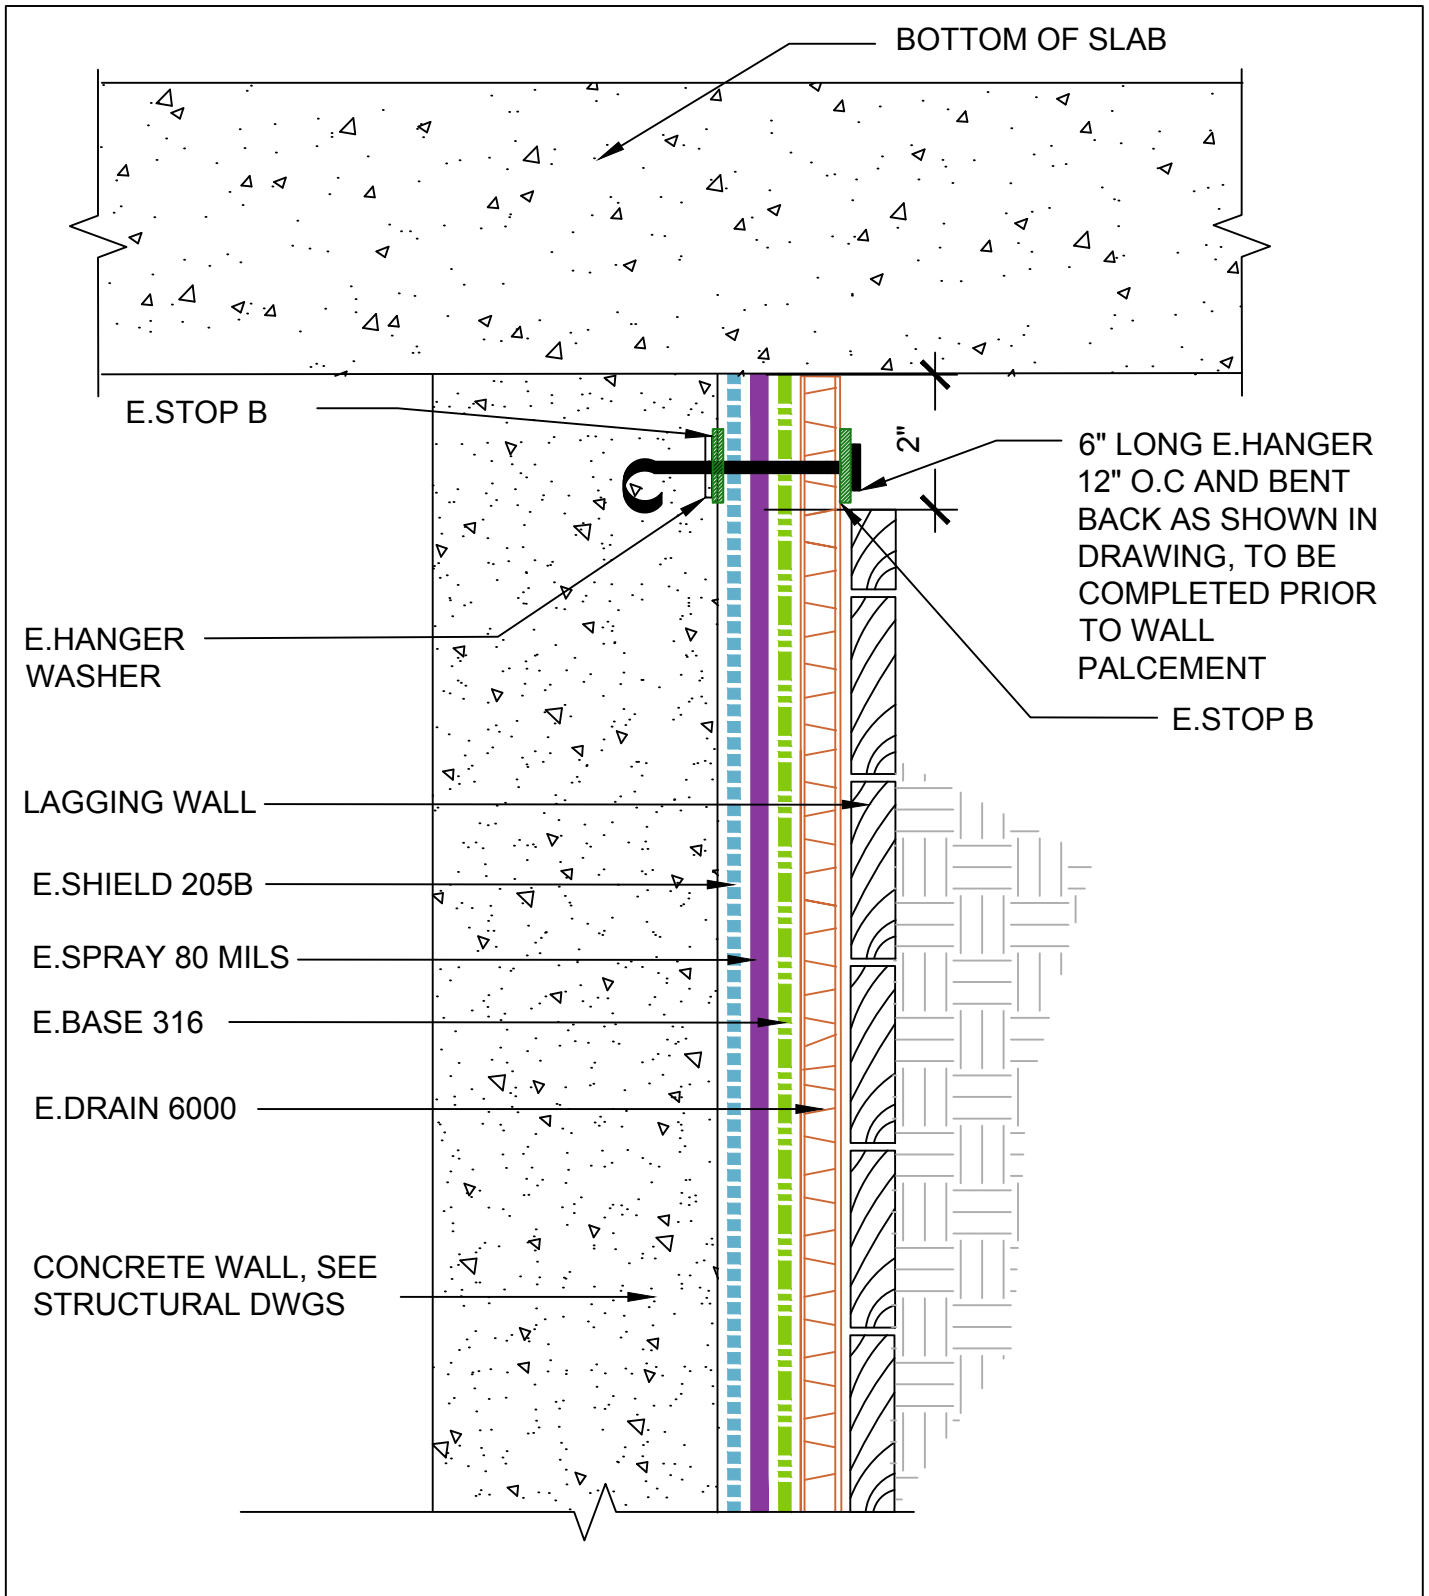 BOTTOM OF SLAB
E.STOP B
2"
6" LONG E.HANGER
12" O.C AND BENT
BACK AS SHOWN IN
DRAWING, TO BE
COMPLETED PRIOR
TO WALL
PALCEMENT
E.HANGER
WASHER
E.STOP B
LAGGING WALL
E.SHIELD 205B
E.SPRAY 80 MILS
E.BASE 316
E.DRAIN 6000
CONCRETE WALL, SEE
STRUCTURAL DWGS